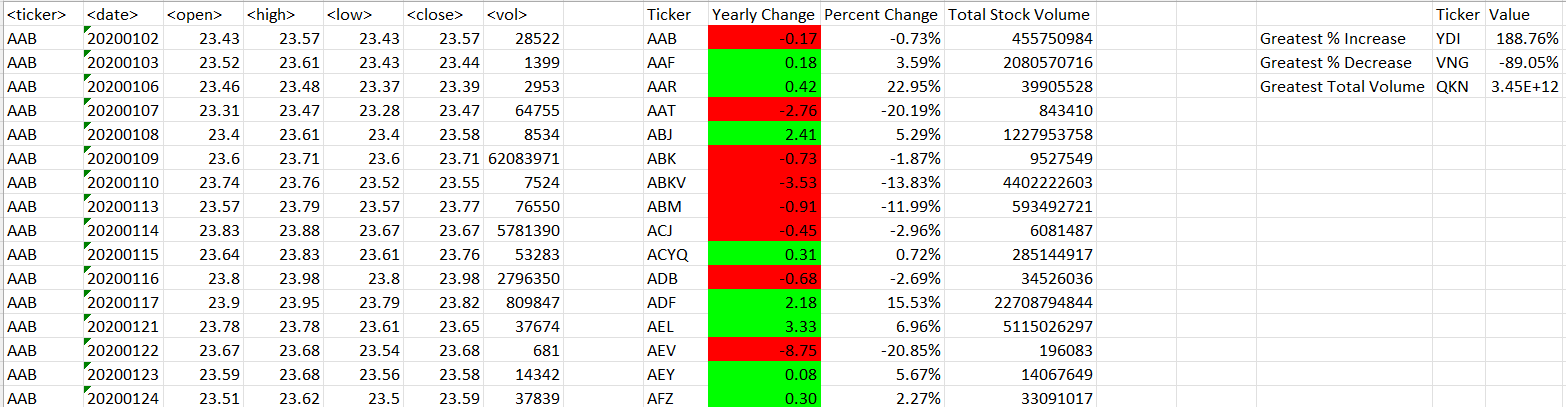 <ticker> <date> <open> <high> <low> <close> <vol> Ticker Yearly Change Percent Change Total Stock Volume Ticker Value
AAB 20200102 23.43 23.57 23.43 23.57 28522 AAB -0.17 -0.73% 455750984 Greatest % Increase YDI 188.76%
AAB 20200103 23.52 23.61 23.43 23.44 1399 AAF 0.18 3.59% 2080570716 Greatest % Decrease VNG -89.05%
AAB 20200106 23.46 23.48 23.37 23.39 2953 AAR 0.42 22.95% 39905528 Greatest Total Volume QKN 3.45E+12
AAB 20200107 23.31 23.47 23.28 23.47 64755 AAT -2.76 -20.19% 843410
AAB 20200108 23.4 23.61 23.4 23.58 8534 ABJ 2.41 5.29% 1227953758
AAB 20200109 23.6 23.71 23.6 23.71 62083971 ABK -0.73 -1.87% 9527549
AAB 20200110 23.74 23.76 23.52 23.55 7524 ABKV -3.53 -13.83% 4402222603
AAB 20200113 23.57 23.79 23.57 23.77 76550 ABM -0.91 -11.99% 593492721
AAB 20200114 23.83 23.88 23.67 23.67 5781390 ACJ -0.45 -2.96% 6081487
AAB 20200115 23.64 23.83 23.61 23.76 53283 ACYQ 0.31 0.72% 285144917
AAB 20200116 23.8 23.98 23.8 23.98 2796350 ADB -0.68 -2.69% 34526036
AAB 20200117 23.9 23.95 23.79 23.82 809847 ADF 2.18 15.53% 22708794844
AAB 20200121 23.78 23.78 23.61 23.65 37674 AEL 3.33 6.96% 5115026297
AAB 20200122 23.67 23.68 23.54 23.68 681 AEV -8.75 -20.85% 196083
AAB 20200123 23.59 23.68 23.56 23.58 14342 AEY 0.08 5.67% 14067649
AAB 20200124 23.51 23.62 23.5 23.59 37839 AFZ 0.30 2.27% 33091017